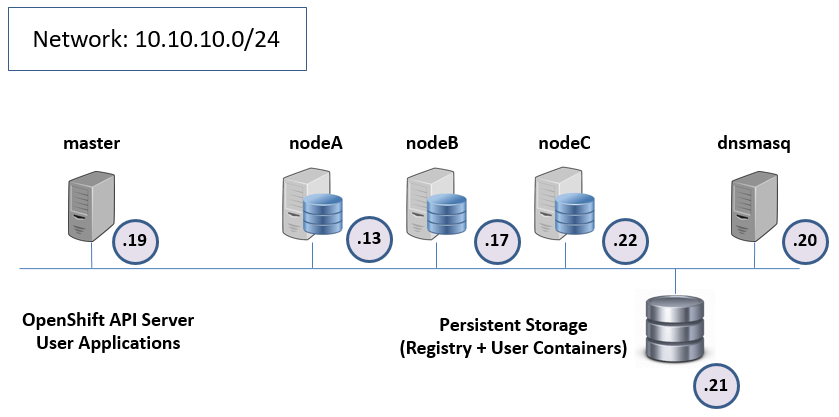 Network: 10.10.10.0/24
master
nodeA
nodeB
nodeC
dnsmasq
.19
.13
.17
.22
.20
OpenShift API Server
User Applications
Persistent Storage
(Registry + User Containers)
.21